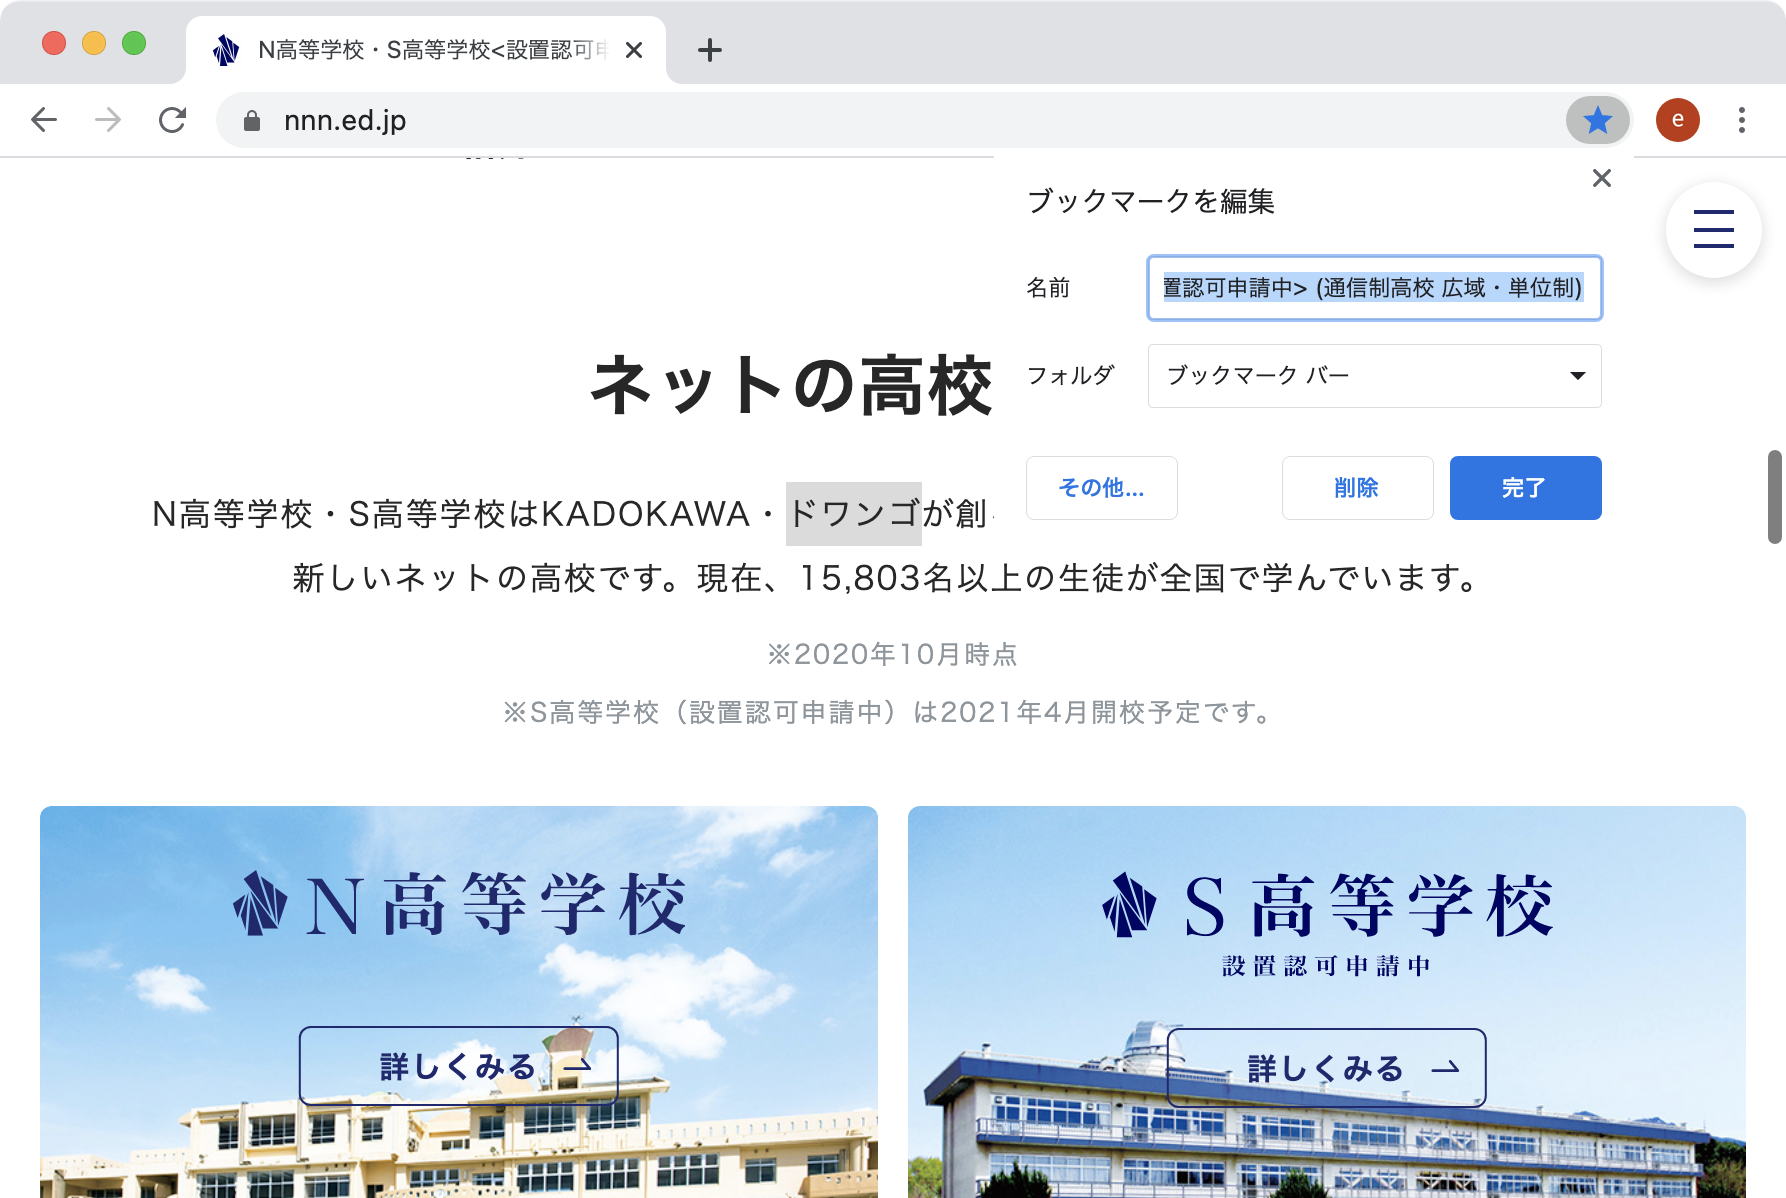 N高等学校・S高等学校<設置認可申
nnn.ed.jp
e
ブックマークを編集
名前
置認可申請中> (通信制高校 広域・単位制)
フォルダ
ブックマーク バー
その他...
削除
完了
ネットの高校
N高等学校・S高等学校はKADOKAWA・ドワンゴが創
新しいネットの高校です。現在、15,803名以上の生徒が全国で学んでいます。
※2020年10月時点
※S高等学校（設置認可申請中）は2021年4月開校予定です。
N高等学校
詳しくみる
S高等学校
設置認可申請中
詳しくみる